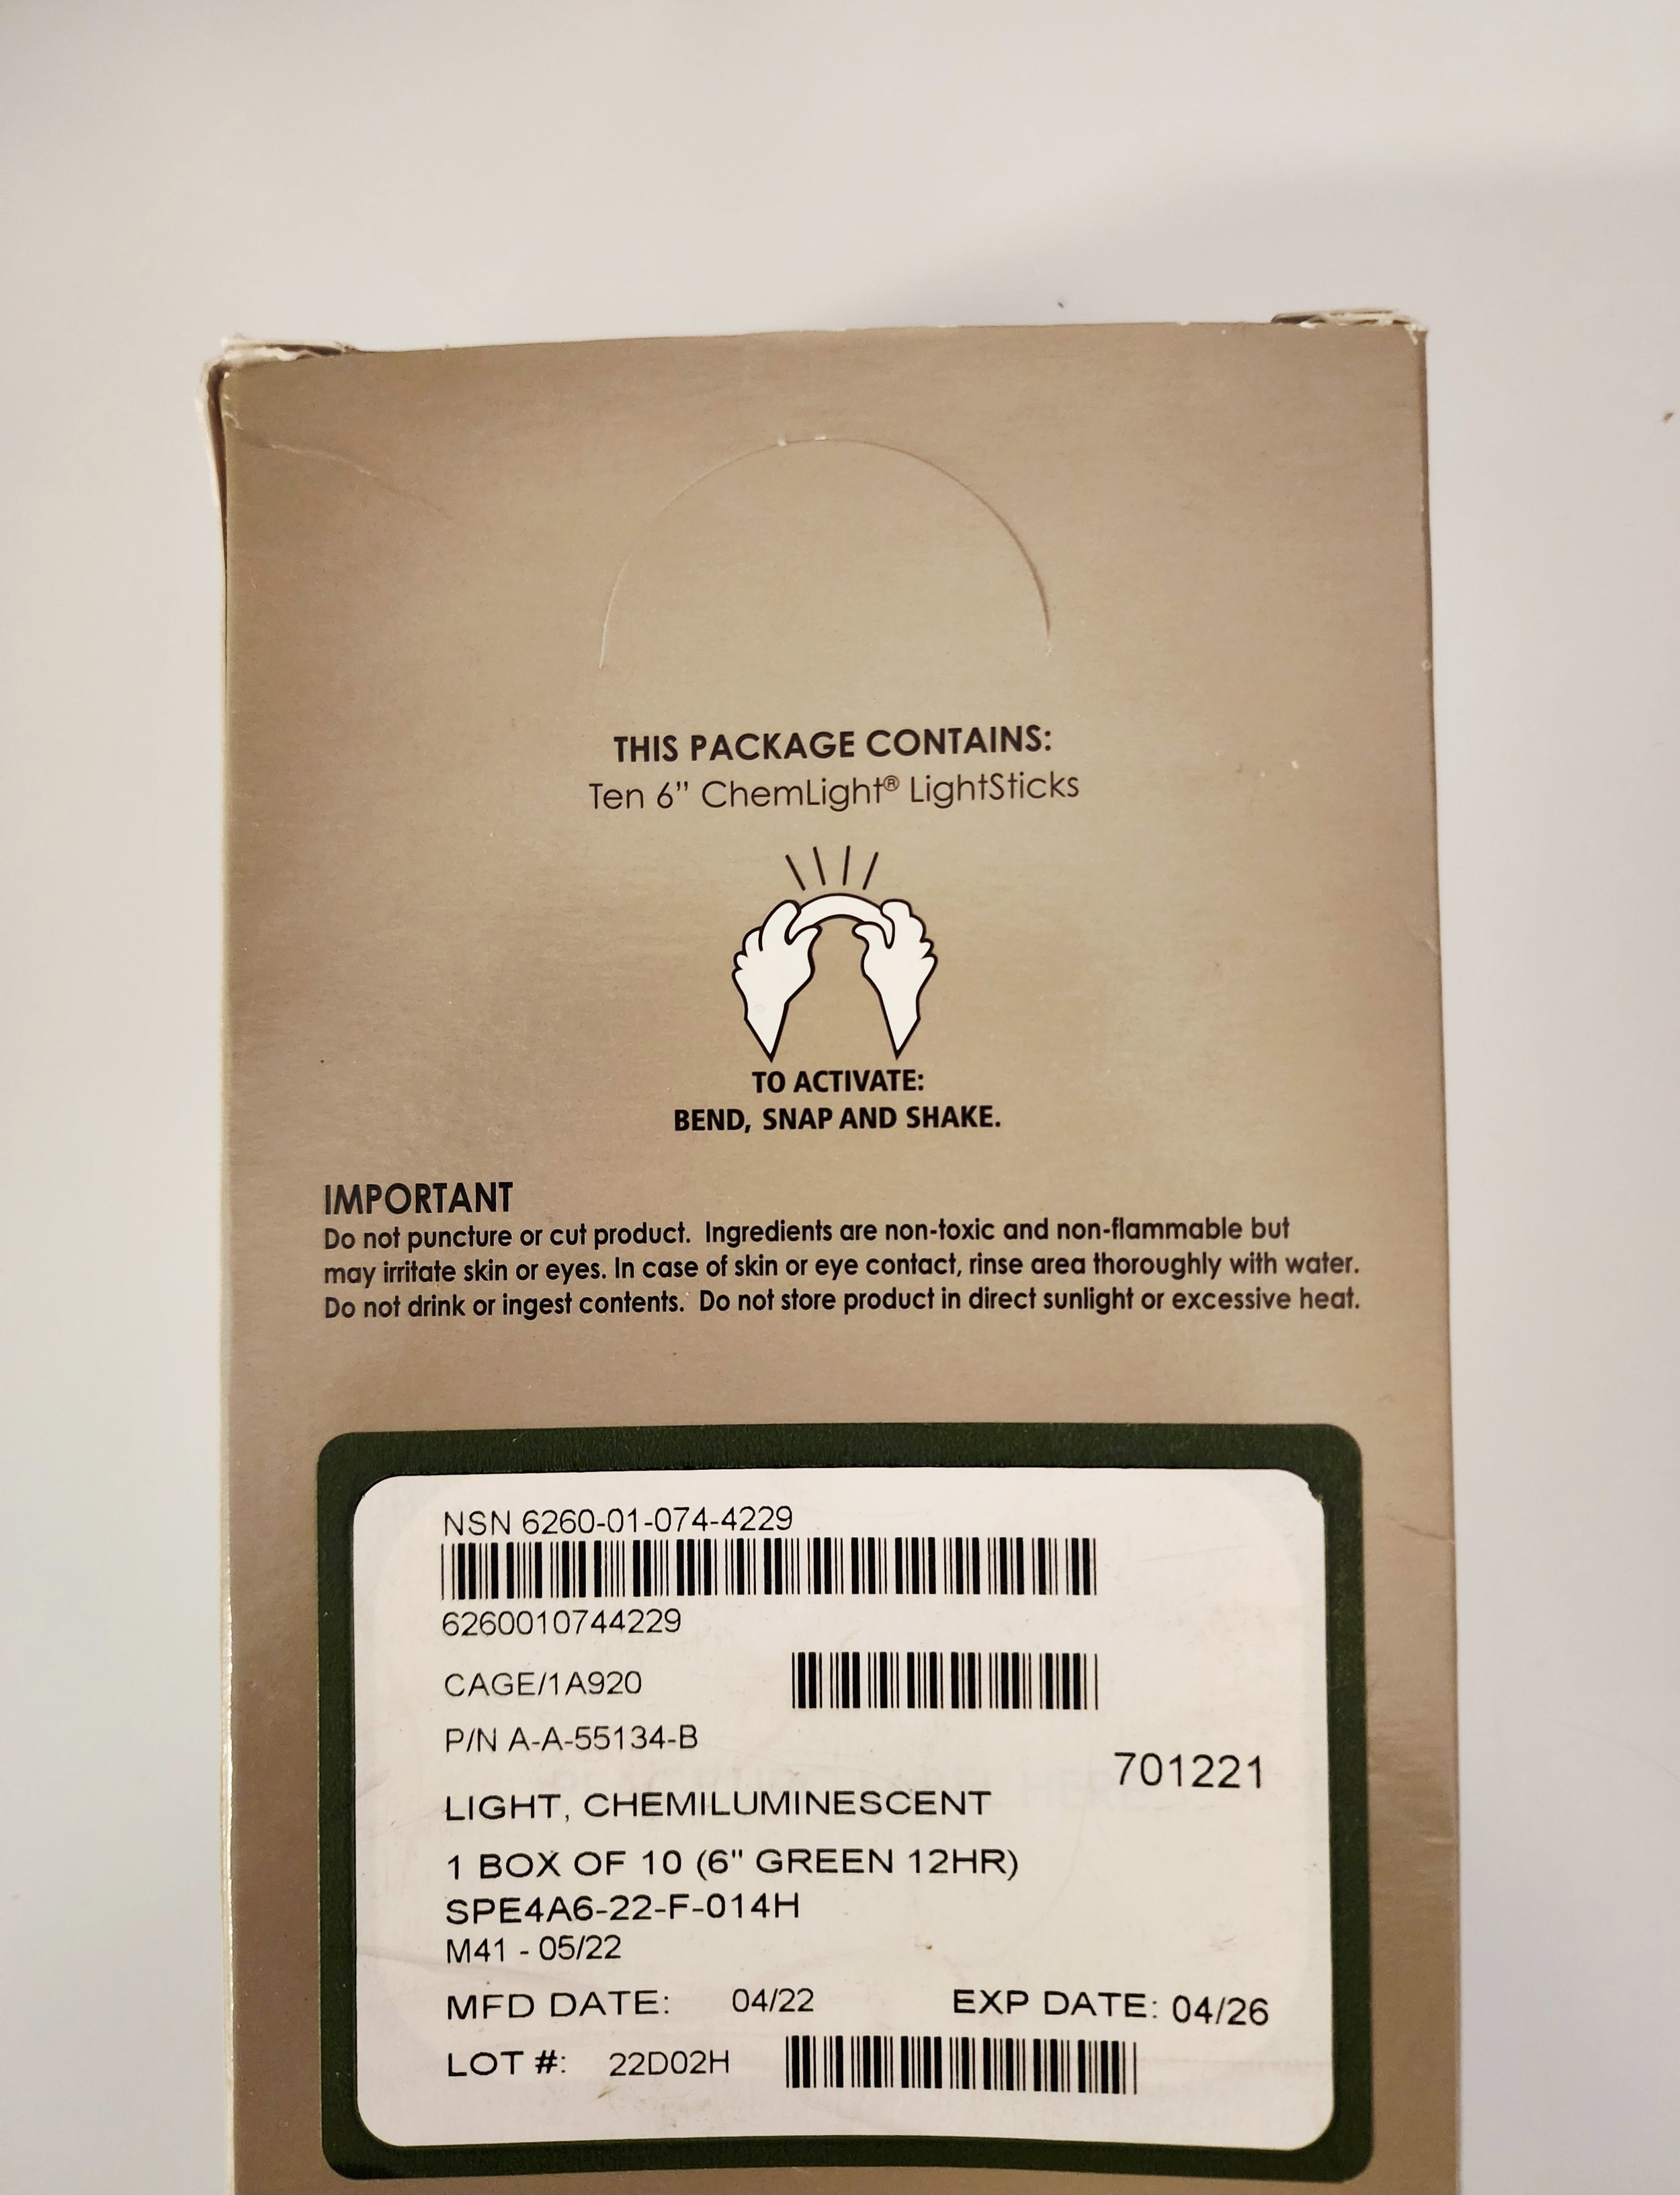 THIS PACKAGE CONTAINS:
Ten 6" ChemLight® LightSticks
TO ACTIVATE:
BEND, SNAP AND SHAKE.
IMPORTANT
Do not puncture or cut product. Ingredients are non-toxic and non-flammable but
may irritate skin or eyes. In case of skin or eye contact, rinse area thoroughly with water.
Do not drink or ingest contents. Do not store product in direct sunlight or excessive heat.
NSN 6260-01-074-4229
6260010744229
CAGE/1A920
P/N A-A-55134-B
701221
LIGHT, CHEMILUMINESCENT
1 BOX OF 10 (6" GREEN 12HR)
SPE4A6-22-F-014H
M41 - 05/22
MFD DATE: 04/22 EXP DATE: 04/26
LOT #: 22D02H